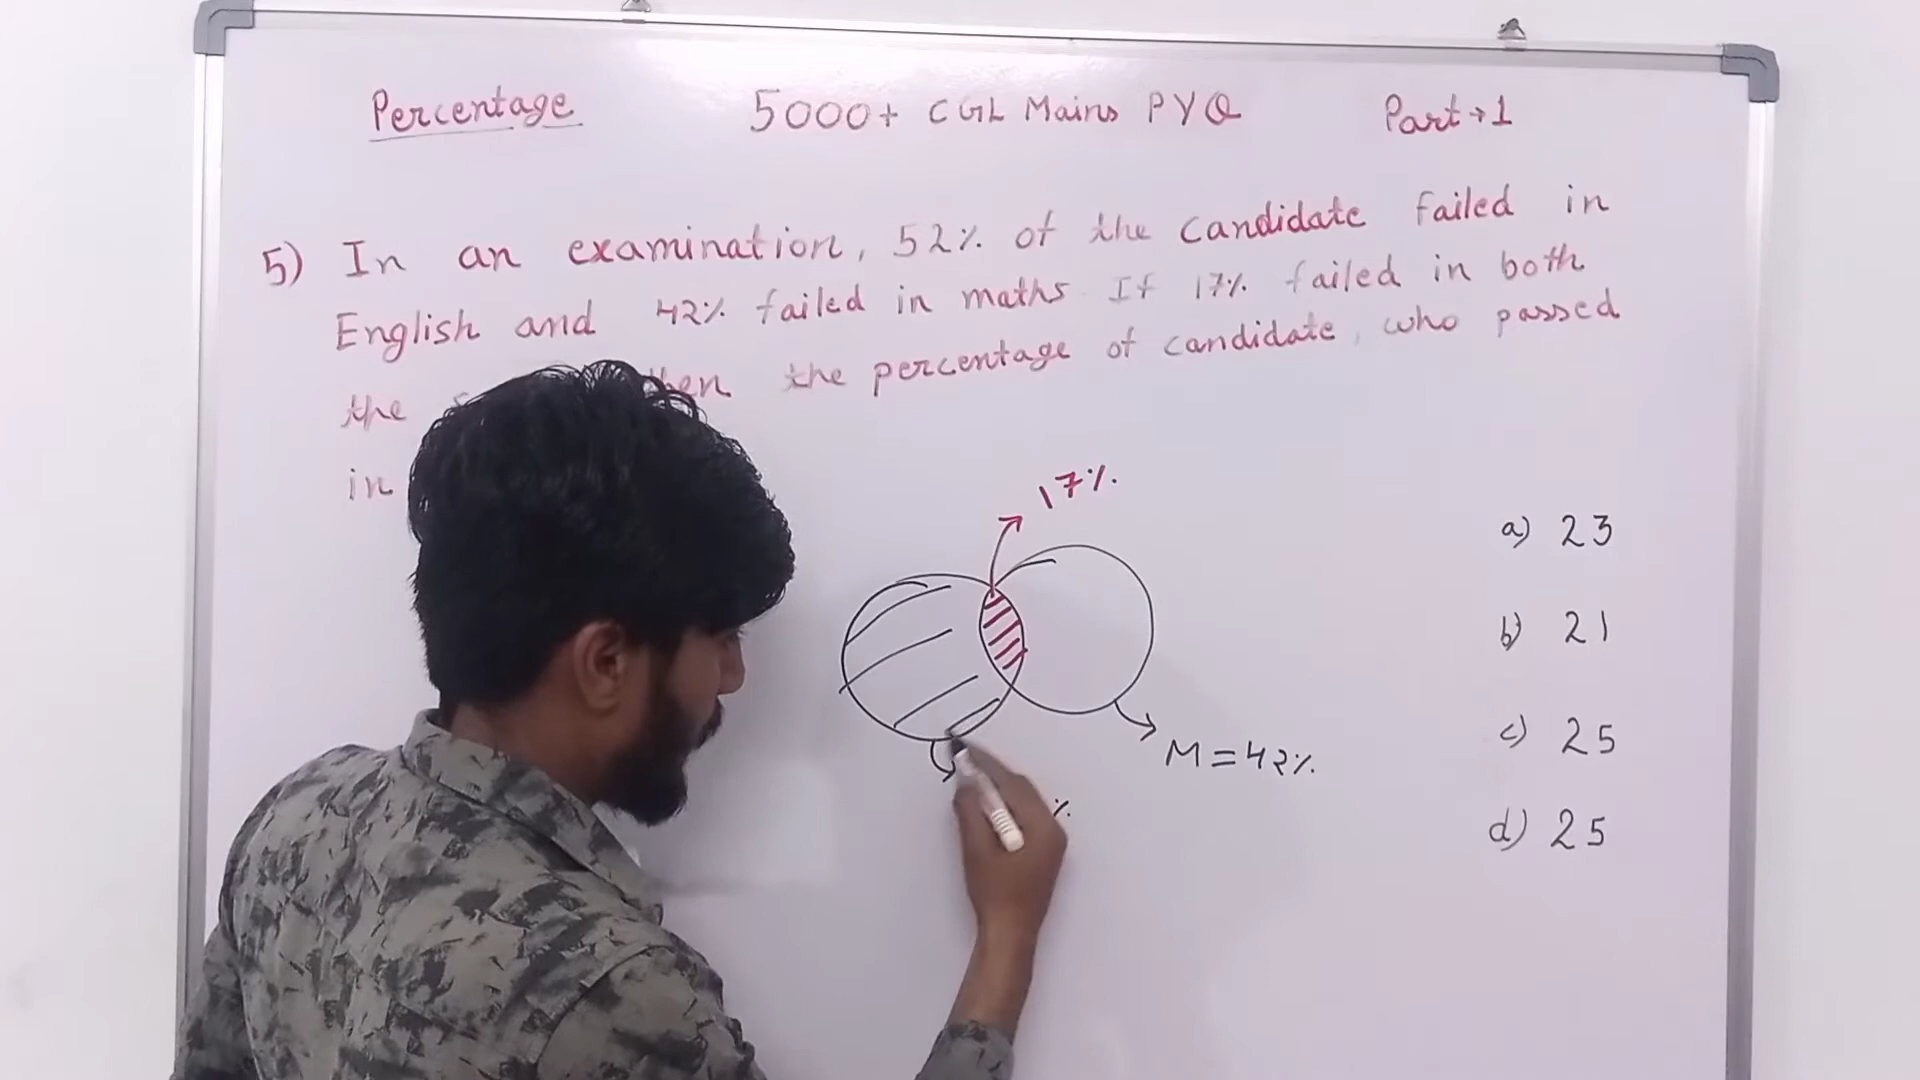 Percentage 5000+ CGL Mains PYQ Part→1
5) In an examination, 52% of the candidate failed in
English and 42% failed in maths If 17% failed in both
the the percentage of candidate, who passed
in
17%
a) 23
b) 21
M = 42%
c) 25
%
d) 25